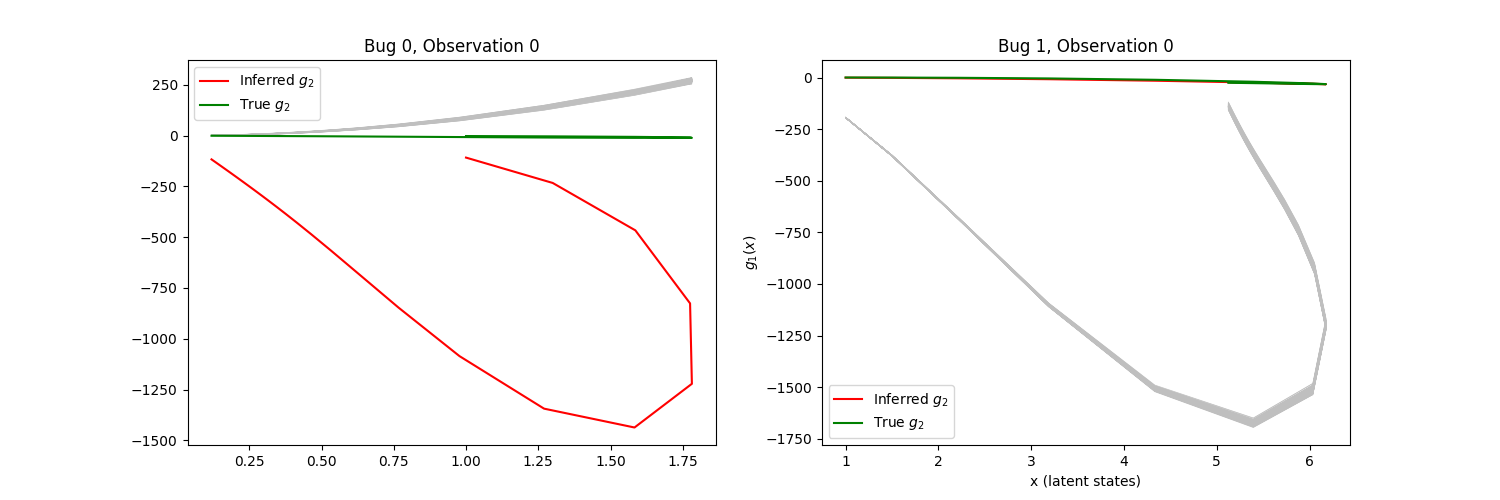 Bug 0, Observation 0
Inferred g₂
True g₂
250
0
−250
−500
−750
−1000
−1250
−1500
0.25 0.50 0.75 1.00 1.25 1.50 1.75
Bug 1, Observation 0
g₁(x)
0
−250
−500
−750
−1000
−1250
−1500
−1750
Inferred g₂
True g₂
1 2 3 4 5 6
x (latent states)